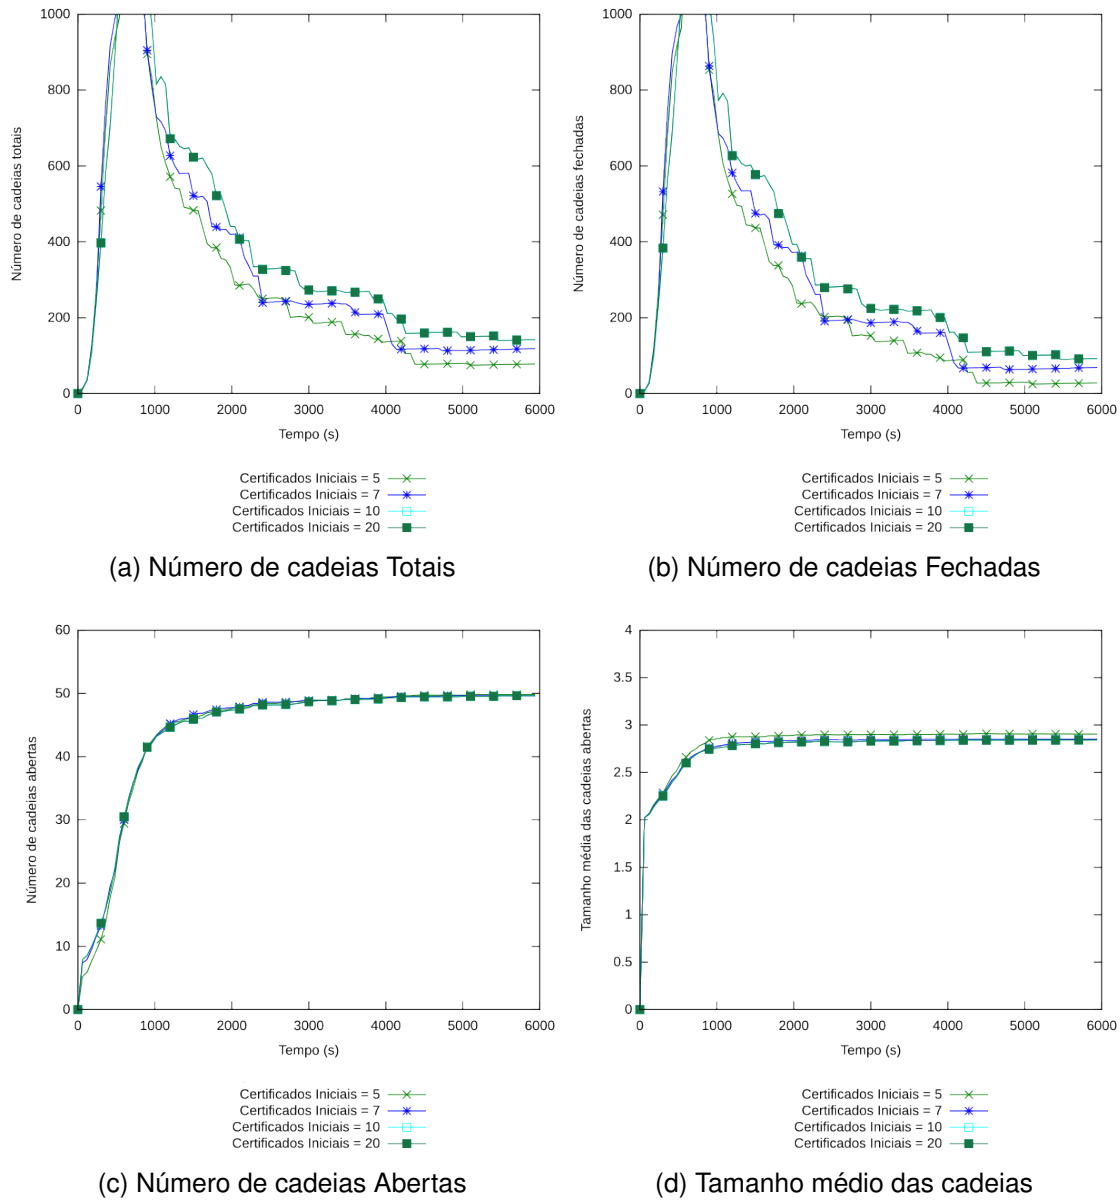 1000
800
600
400
200
0
Número de cadeias totais
0 1000 2000 3000 4000 5000 6000
Tempo (s)
Certificados Iniciais = 5
Certificados Iniciais = 7
Certificados Iniciais = 10
Certificados Iniciais = 20
(a) Número de cadeias Totais
1000
800
600
400
200
0
Número de cadeias fechadas
0 1000 2000 3000 4000 5000 6000
Tempo (s)
Certificados Iniciais = 5
Certificados Iniciais = 7
Certificados Iniciais = 10
Certificados Iniciais = 20
(b) Número de cadeias Fechadas
60
50
40
30
20
10
0
Número de cadeias abertas
0 1000 2000 3000 4000 5000 6000
Tempo (s)
Certificados Iniciais = 5
Certificados Iniciais = 7
Certificados Iniciais = 10
Certificados Iniciais = 20
(c) Número de cadeias Abertas
4
3.5
3
2.5
2
1.5
1
0.5
0
Tamanho média das cadeias abertas
0 1000 2000 3000 4000 5000 6000
Tempo (s)
Certificados Iniciais = 5
Certificados Iniciais = 7
Certificados Iniciais = 10
Certificados Iniciais = 20
(d) Tamanho médio das cadeias